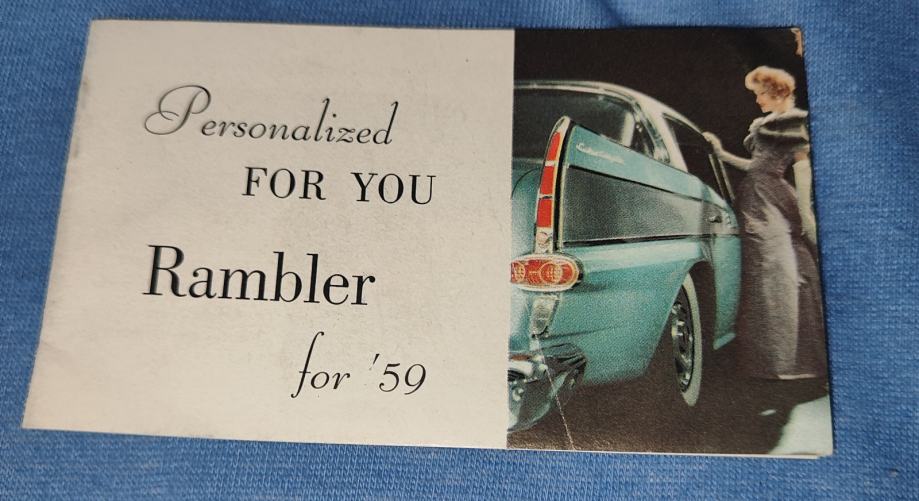 Personalized
FOR YOU
Rambler
for '59